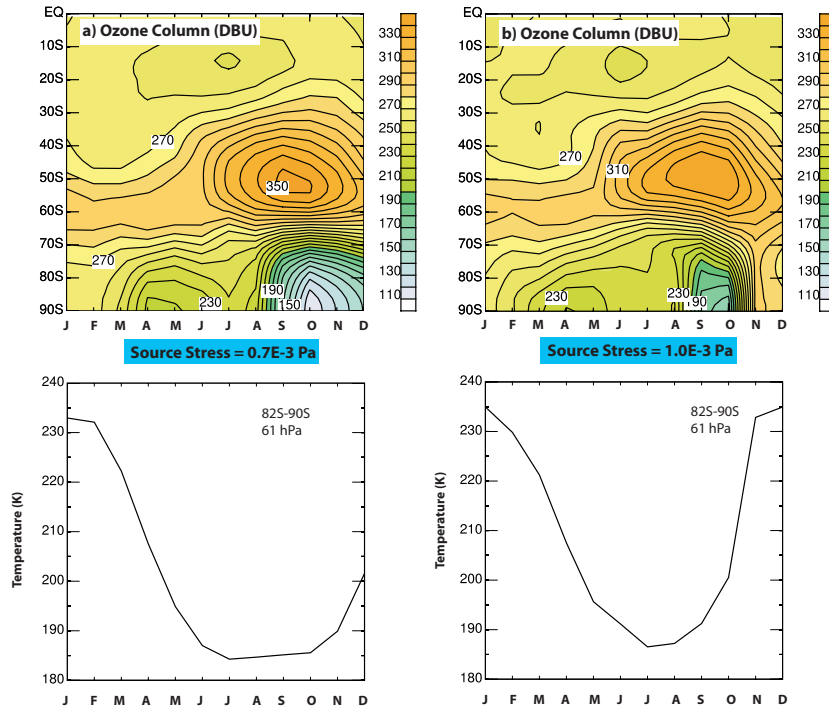 a) Ozone Column (DBU)
EQ
10S
20S
30S
40S
50S
60S
70S
80S
90S
J F M A M J J A S O N D
270
350
270
230
190
150
330
310
290
270
250
230
210
190
170
150
130
110
b) Ozone Column (DBU)
EQ
10S
20S
30S
40S
50S
60S
70S
80S
90S
J F M A M J J A S O N D
270
310
230
230
190
330
310
290
270
250
230
210
190
170
150
130
110
Source Stress = 0.7E-3 Pa
Source Stress = 1.0E-3 Pa
Temperature (K)
240
230
220
210
200
190
180
82S-90S
61 hPa
J F M A M J J A S O N D
Temperature (K)
240
230
220
210
200
190
180
82S-90S
61 hPa
J F M A M J J A S O N D